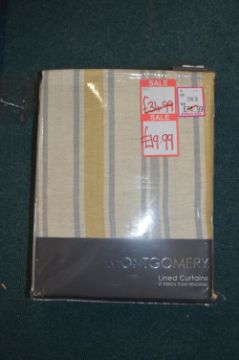 SALE
£34.99
SALE
£19.99
MONTGOMERY
Lined Curtains